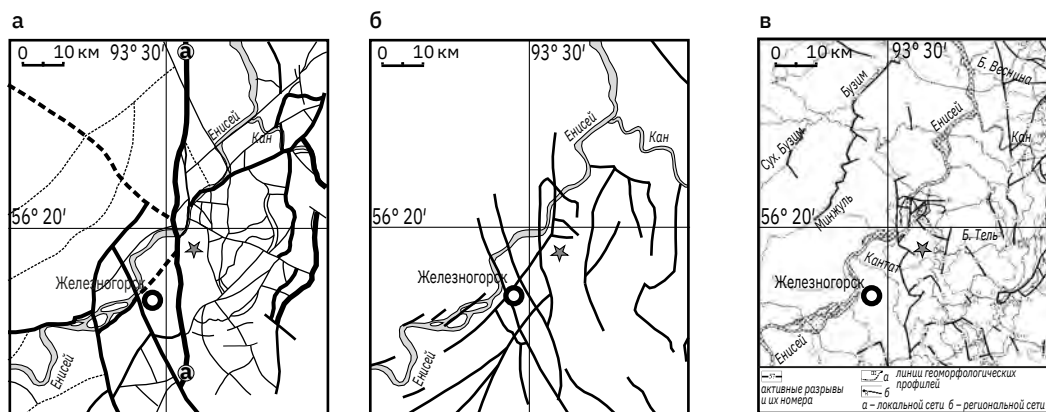 а
0 10 км 93° 30'
а
Енисей
Кан
56° 20'
Железногорск
а
Енисей
б
0 10 км 93° 30'
Енисей
Кан
56° 20'
Железногорск
Енисей
в
0 10 км 93° 30'
Бузим
Б. Веснина
Енисей
Кан
Сух. Бузим
56° 20'
Минжуль
Б. Тель
Кантат
Железногорск
Енисей
активные разрывы
и их номера
а линии геоморфологических
профилей
б
а – локальной сети б – региональной сети